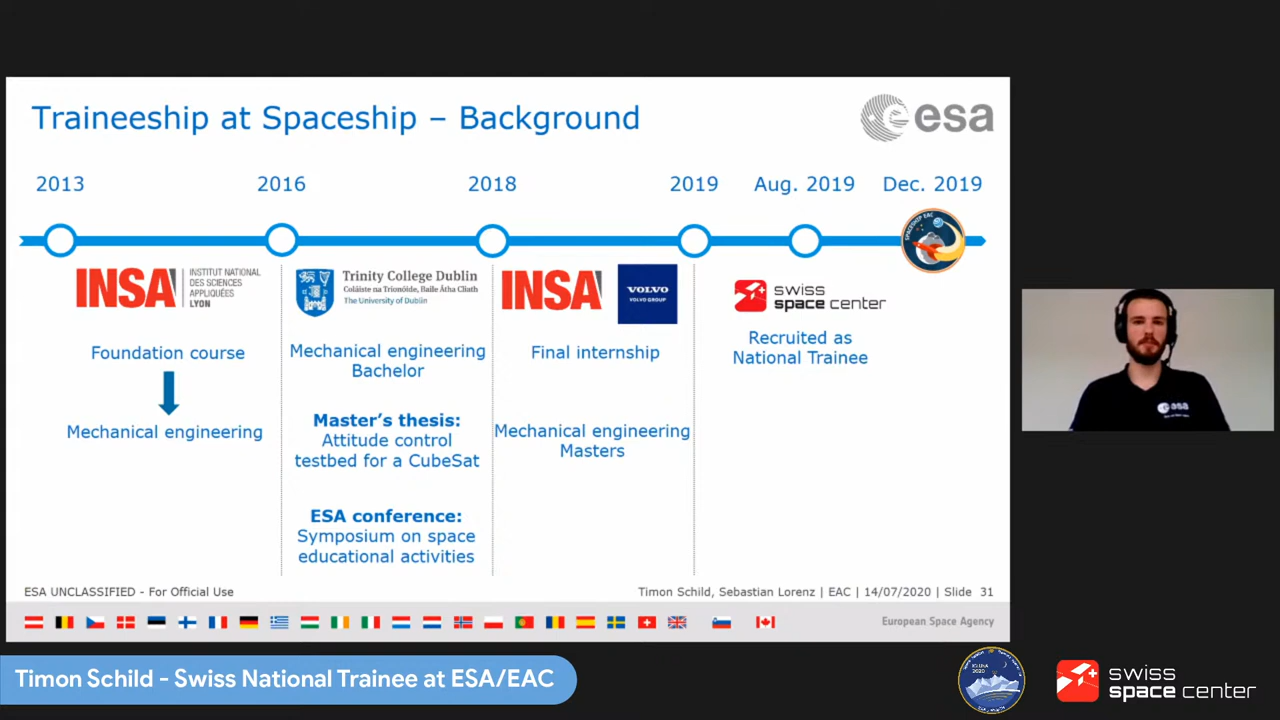 Traineeship at Spaceship – Background
esa
2013
2016
2018
2019
Aug. 2019
Dec. 2019
SPACESHIP EAC
INSA
INSTITUT NATIONAL
DES SCIENCES
APPLIQUÉES
LYON
Trinity College Dublin
Coláiste na Tríonóide, Baile Átha Cliath
The University of Dublin
INSA
VOLVO
VOLVO GROUP
swiss
space center
Foundation course
Mechanical engineering
Mechanical engineering
Bachelor
Master's thesis:
Attitude control
testbed for a CubeSat
ESA conference:
Symposium on space
educational activities
Final internship
Mechanical engineering
Masters
Recruited as
National Trainee
ESA UNCLASSIFIED - For Official Use
Timon Schild, Sebastian Lorenz | EAC | 14/07/2020 | Slide 31
European Space Agency
esa
Timon Schild - Swiss National Trainee at ESA/EAC
swiss
space center